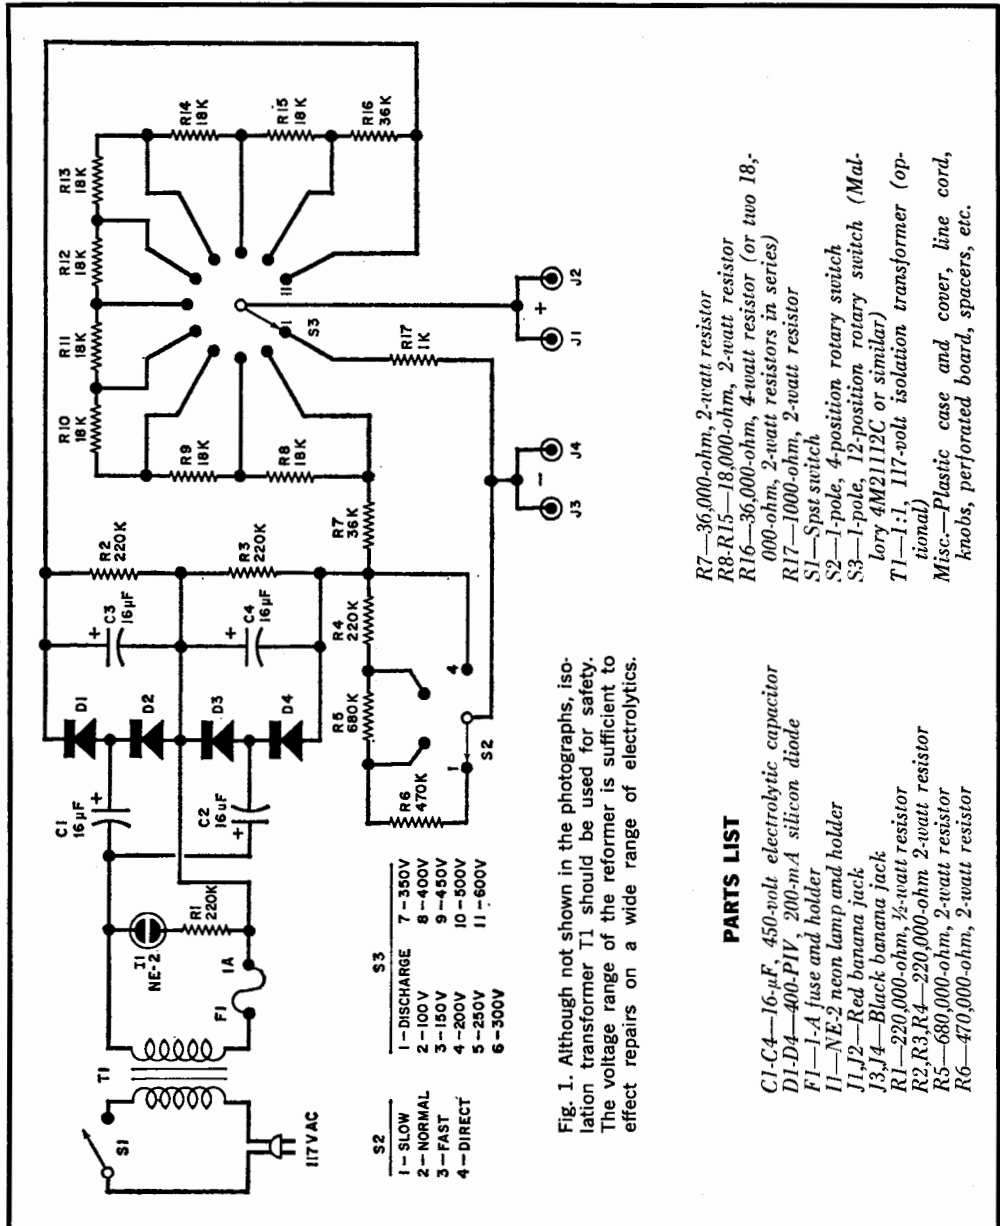 S1
117VAC
T1
F1
1A
I1
NE-2
R1
220K
C1
16µF
+
C2
16µF
+
D1
D2
D3
D4
C3
16µF
+
C4
16µF
+
R2
220K
R3
220K
R4
220K
R5
680K
R6
470K
1
4
S2
R7
36K
R8
18K
R9
18K
R10
18K
R11
18K
R12
18K
R13
18K
R14
18K
R15
18K
R16
36K
1
11
S3
R17
1K
J3
–
J4
J1
+
J2
S2
1–SLOW
2–NORMAL
3–FAST
4–DIRECT
S3
1–DISCHARGE
2–100V
3–150V
4–200V
5–250V
6–300V
7–350V
8–400V
9–450V
10–500V
11–600V
Fig. 1. Although not shown in the photographs, iso-
lation transformer T1 should be used for safety.
The voltage range of the reformer is sufficient to
effect repairs on a wide range of electrolytics.
PARTS LIST
C1-C4—16-µF, 450-volt electrolytic capacitor
D1-D4—400-PIV, 200-mA silicon diode
F1—1-A fuse and holder
I1—NE-2 neon lamp and holder
J1,J2—Red banana jack
J3,J4—Black banana jack
R1—220,000-ohm, ½-watt resistor
R2,R3,R4—220,000-ohm 2-watt resistor
R5—680,000-ohm, 2-watt resistor
R6—470,000-ohm, 2-watt resistor
R7—36,000-ohm, 2-watt resistor
R8-R15—18,000-ohm, 2-watt resistor
R16—36,000-ohm, 4-watt resistor (or two 18,-
000-ohm, 2-watt resistors in series)
R17—1000-ohm, 2-watt resistor
S1—Spst switch
S2—1-pole, 4-position rotary switch
S3—1-pole, 12-position rotary switch (Mal-
lory 4M21112C or similar)
T1—1:1, 117-volt isolation transformer (op-
tional)
Misc.—Plastic case and cover, line cord,
knobs, perforated board, spacers, etc.